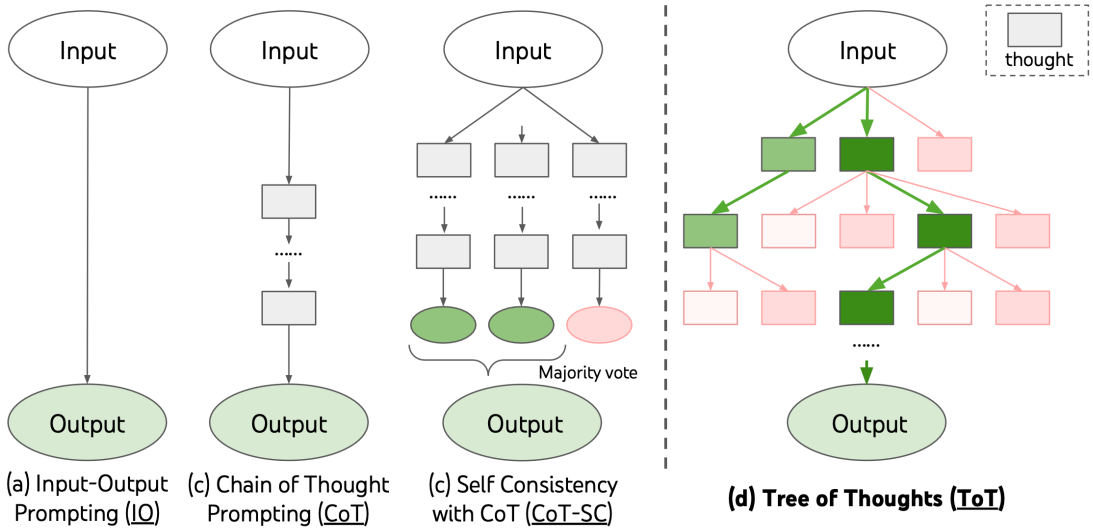 Input
Input
Input
Input
thought
......
......
......
......
......
Majority vote
Output
Output
Output
Output
(a) Input-Output
Prompting (IO)
(c) Chain of Thought
Prompting (CoT)
(c) Self Consistency
with CoT (CoT-SC)
(d) Tree of Thoughts (ToT)